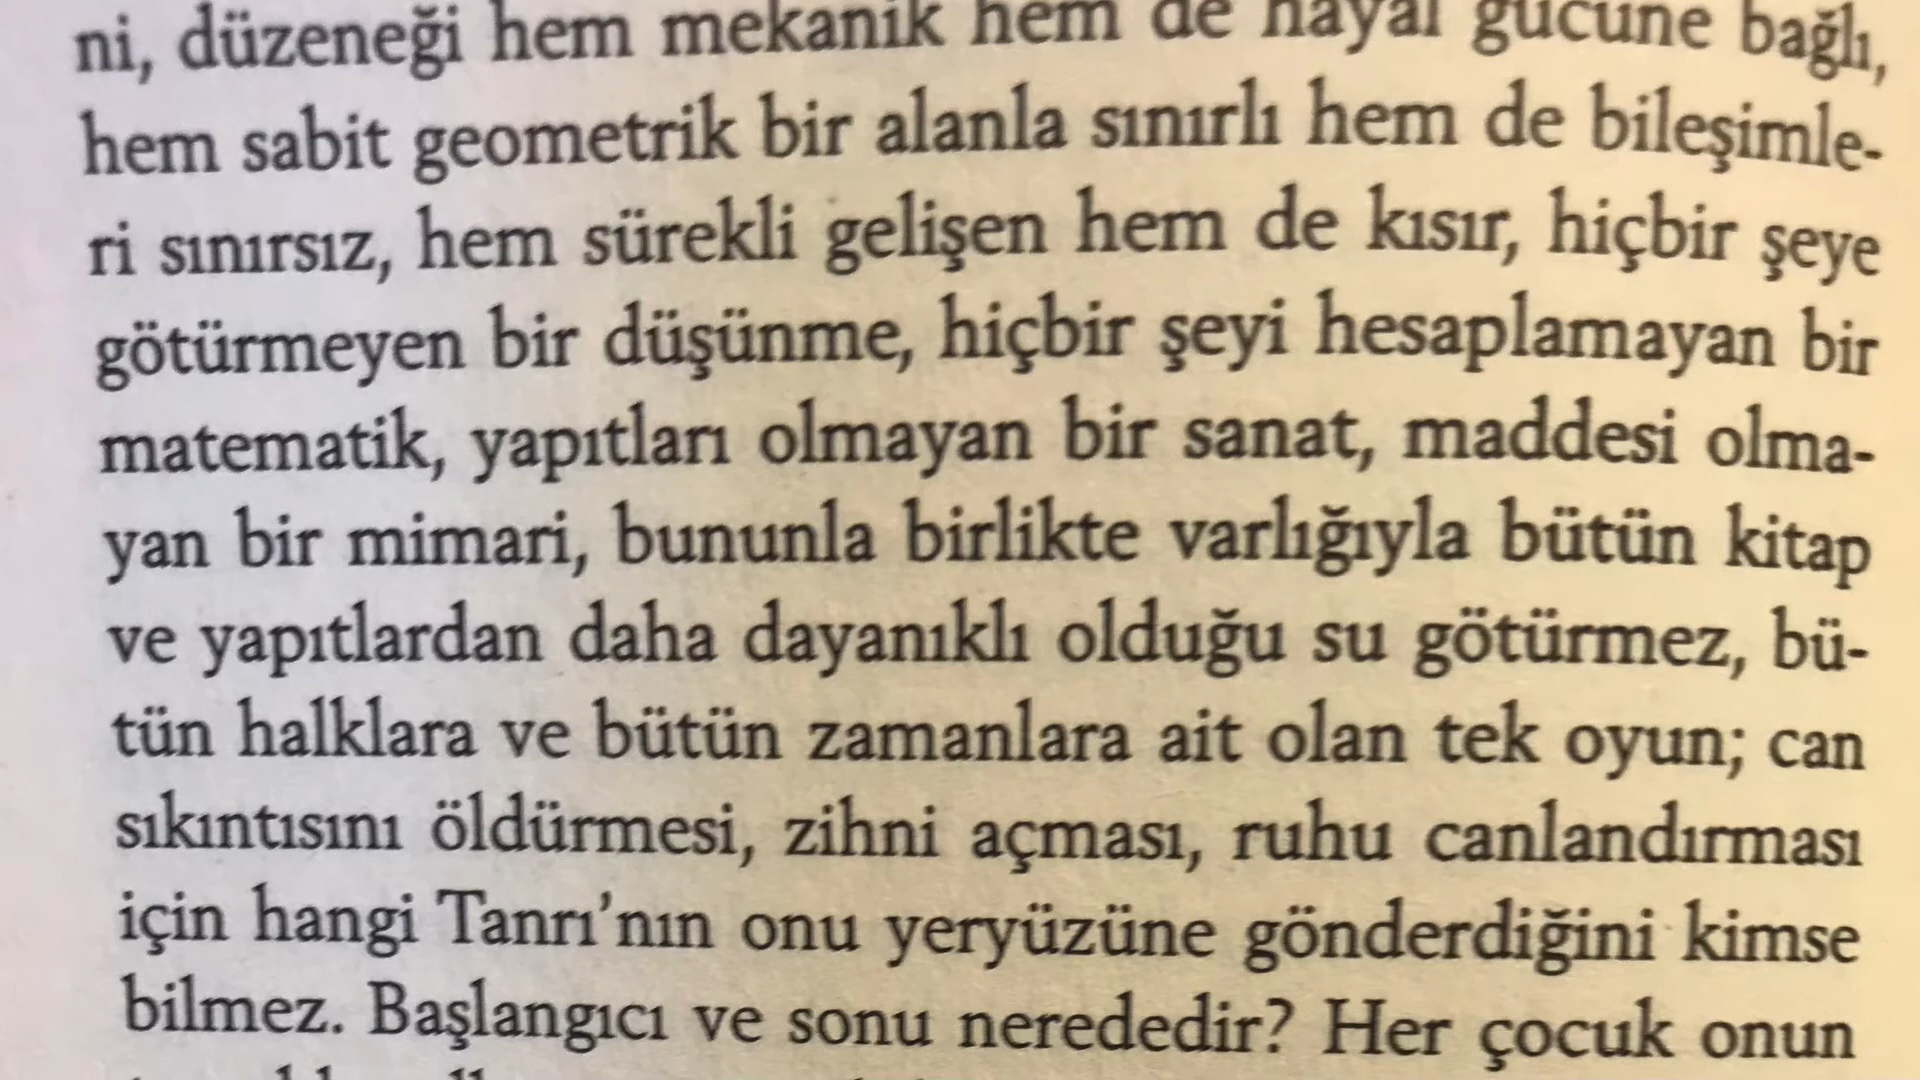 ni, düzeneği hem mekanik hem de hayal gücüne bağlı,
hem sabit geometrik bir alanla sınırlı hem de bileşimle-
ri sınırsız, hem sürekli gelişen hem de kısır, hiçbir şeye
götürmeyen bir düşünme, hiçbir şeyi hesaplamayan bir
matematik, yapıtları olmayan bir sanat, maddesi olma-
yan bir mimari, bununla birlikte varlığıyla bütün kitap
ve yapıtlardan daha dayanıklı olduğu su götürmez, bü-
tün halklara ve bütün zamanlara ait olan tek oyun; can
sıkıntısını öldürmesi, zihni açması, ruhu canlandırması
için hangi Tanrı’nın onu yeryüzüne gönderdiğini kimse
bilmez. Başlangıcı ve sonu nerededir? Her çocuk onun